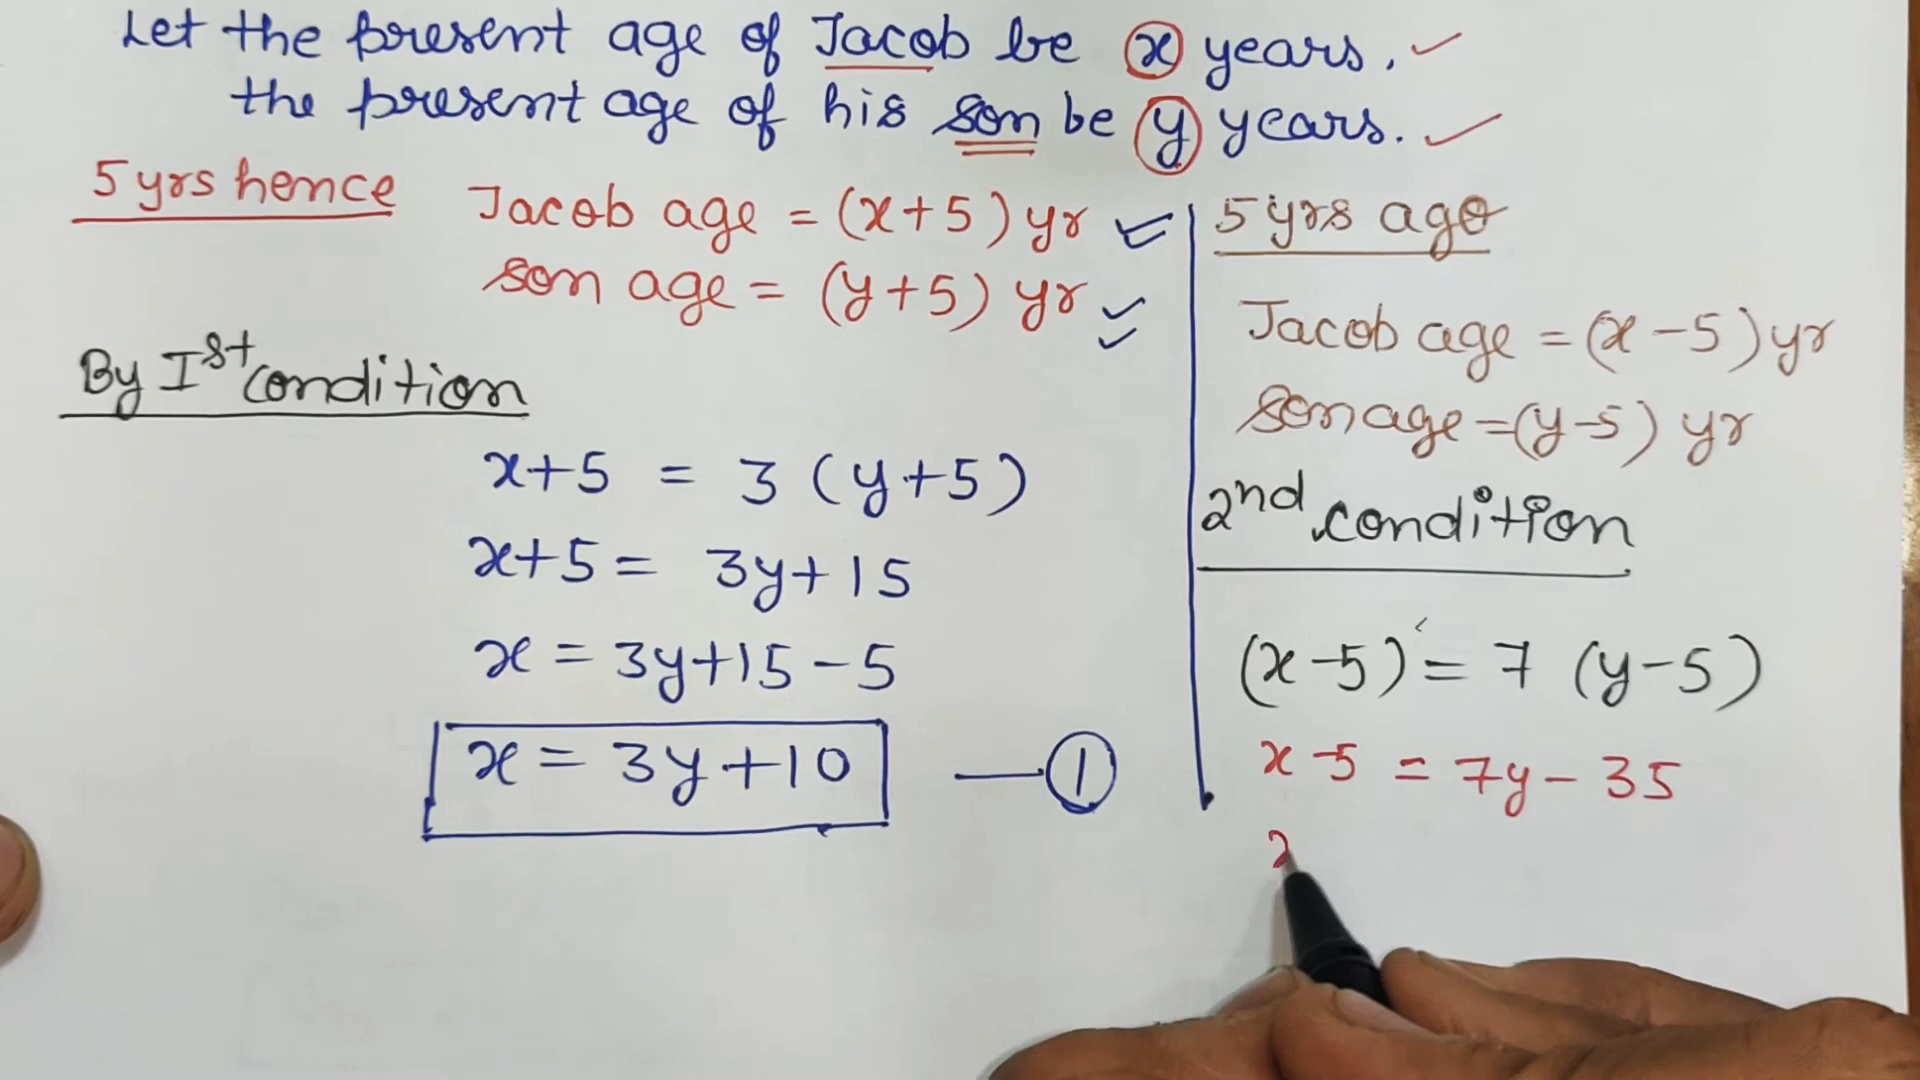 Let the present age of Jacob be x years.
the present age of his son be y years.
5 yrs hence
Jacob age = (x+5) yr
son age = (y+5) yr
By Ist condition
x+5 = 3 (y+5)
x+5 = 3y+15
x = 3y+15-5
x = 3y+10 — 1
5 yrs ago
Jacob age = (x-5) yr
son age = (y-5) yr
2nd condition
(x-5) = 7 (y-5)
x-5 = 7y-35